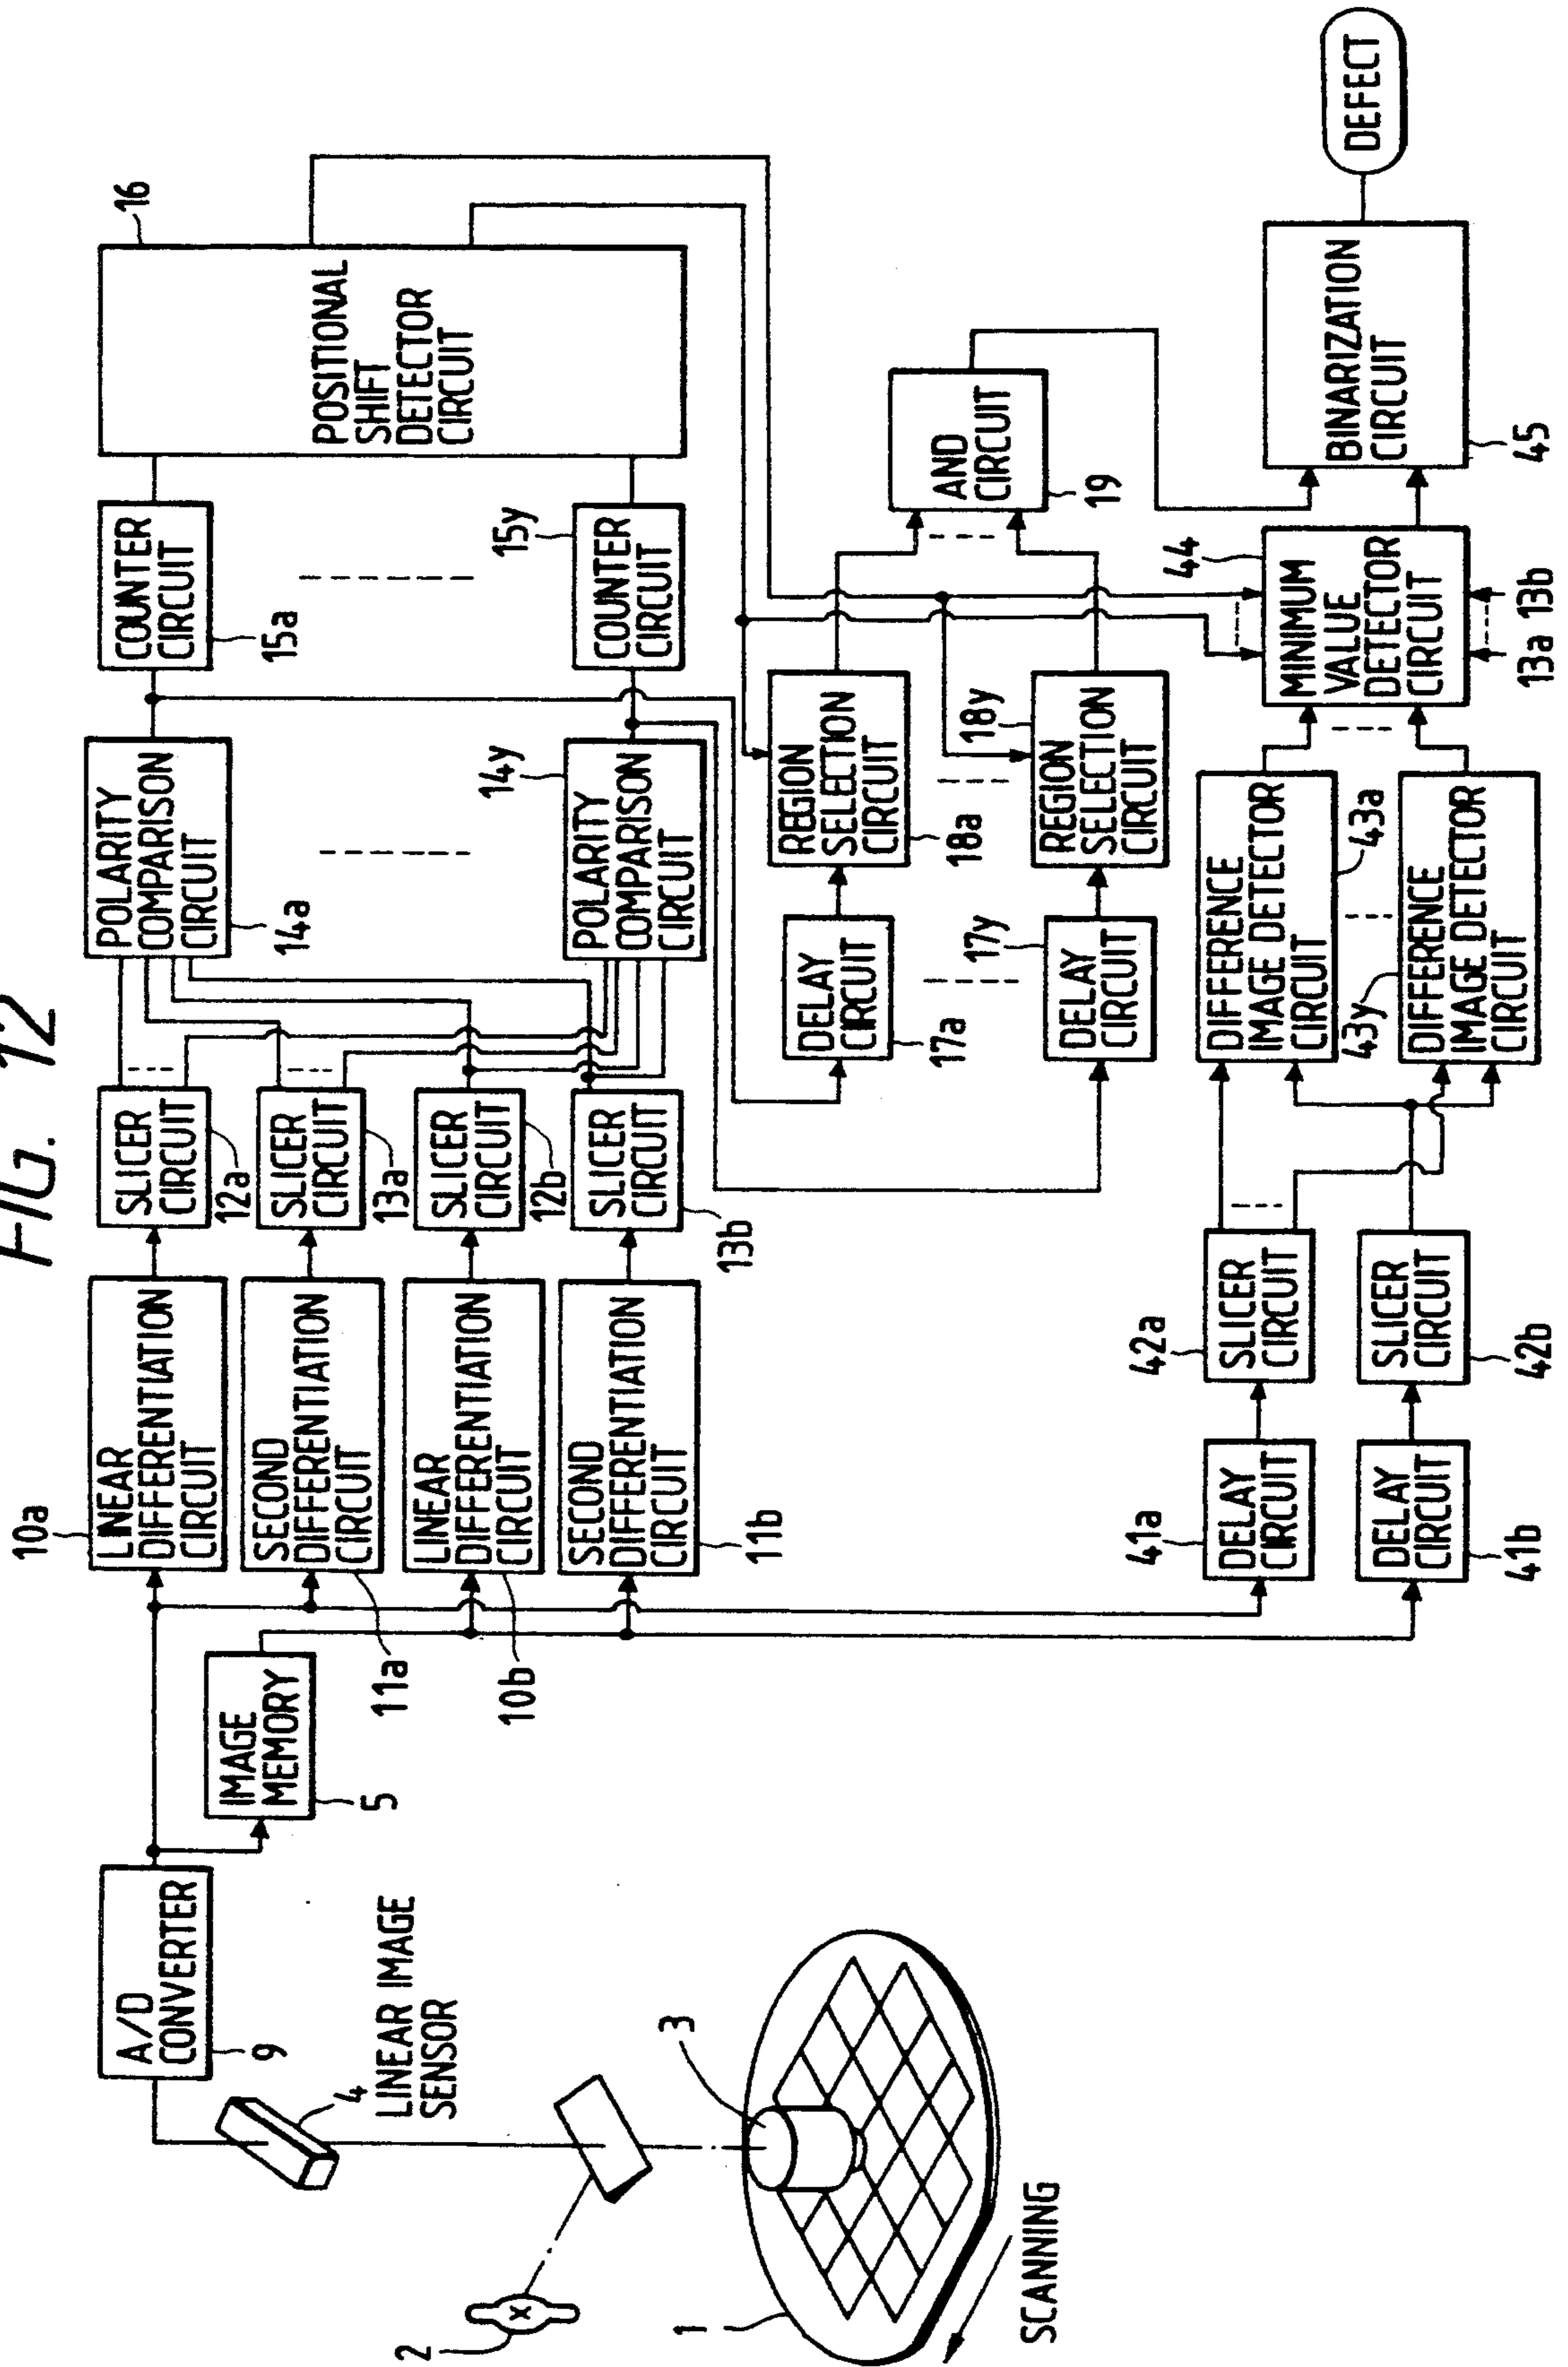 FIG. 12
10a
LINEAR
DIFFERENTIATION
CIRCUIT
SLICER
CIRCUIT
12a
POLARITY
COMPARISON
CIRCUIT
14a
COUNTER
CIRCUIT
15a
16
POSITIONAL
SHIFT
DETECTOR
CIRCUIT
A/D
CONVERTER
9
IMAGE
MEMORY
5
SECOND
DIFFERENTIATION
CIRCUIT
11a
SLICER
CIRCUIT
13a
4
LINEAR IMAGE
SENSOR
LINEAR
DIFFERENTIATION
CIRCUIT
10b
SLICER
CIRCUIT
12b
SECOND
DIFFERENTIATION
CIRCUIT
11b
SLICER
CIRCUIT
13b
14y
POLARITY
COMPARISON
CIRCUIT
15y
COUNTER
CIRCUIT
2
x
3
1
SCANNING
DELAY
CIRCUIT
17a
REGION
SELECTION
CIRCUIT
18a
AND
CIRCUIT
19
17y
DELAY
CIRCUIT
18y
REGION
SELECTION
CIRCUIT
41a
DELAY
CIRCUIT
42a
SLICER
CIRCUIT
DIFFERENCE
IMAGE DETECTOR
CIRCUIT
43a
44
MINIMUM
VALUE
DETECTOR
CIRCUIT
13a
13b
BINARIZATION
CIRCUIT
45
DEFECT
DELAY
CIRCUIT
41b
SLICER
CIRCUIT
42b
43y
DIFFERENCE
IMAGE DETECTOR
CIRCUIT